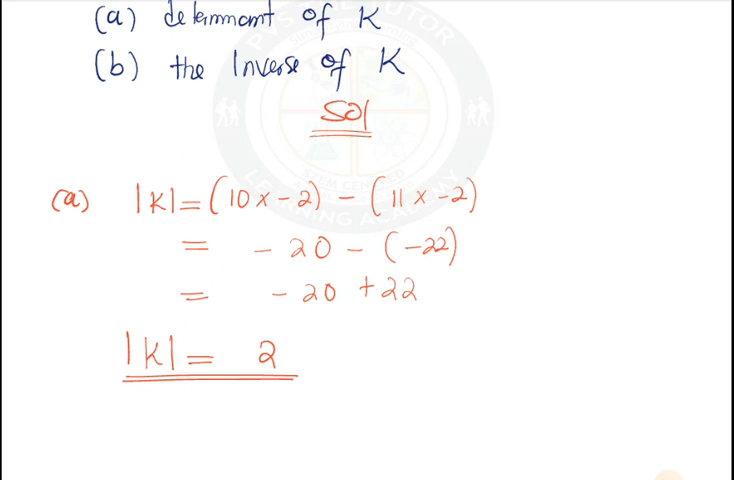 (a) determinant of K
(b) the Inverse of K
Sol
(a) |K| = (10 x -2) - (11 x -2)
= -20 - (-22)
= -20 + 22
|K| = 2